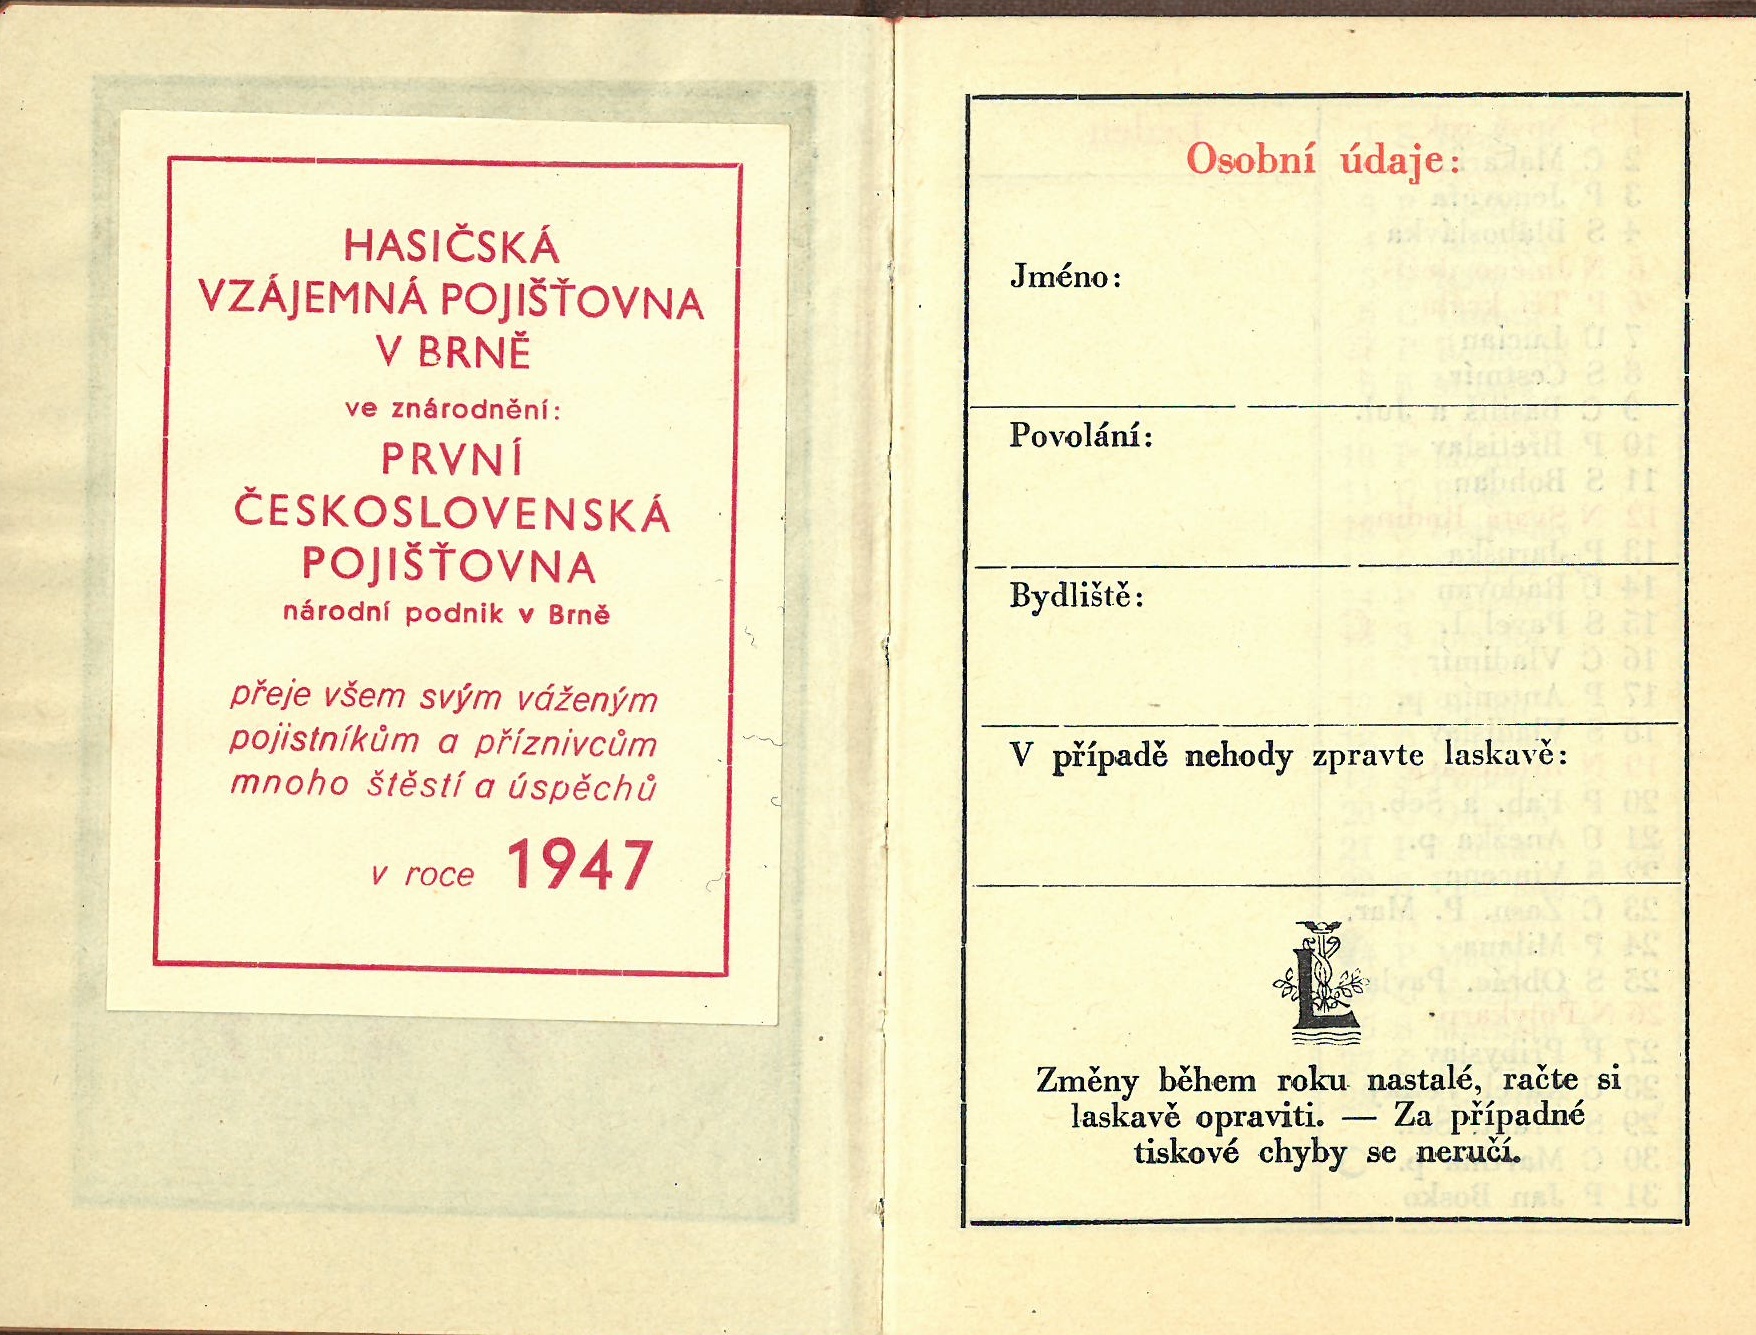 HASIČSKÁ
VZÁJEMNÁ POJIŠŤOVNA
V BRNĚ
ve znárodnění:
PRVNÍ
ČESKOSLOVENSKÁ
POJIŠŤOVNA
národní podnik v Brně
přeje všem svým váženým
pojistníkům a příznivcům
mnoho štěstí a úspěchů
v roce 1947
Osobní údaje:
Jméno:
Povolání:
Bydliště:
V případě nehody zpravte laskavě:
L
Změny během roku nastalé, račte si
laskavě opraviti. — Za případné
tiskové chyby se neručí.